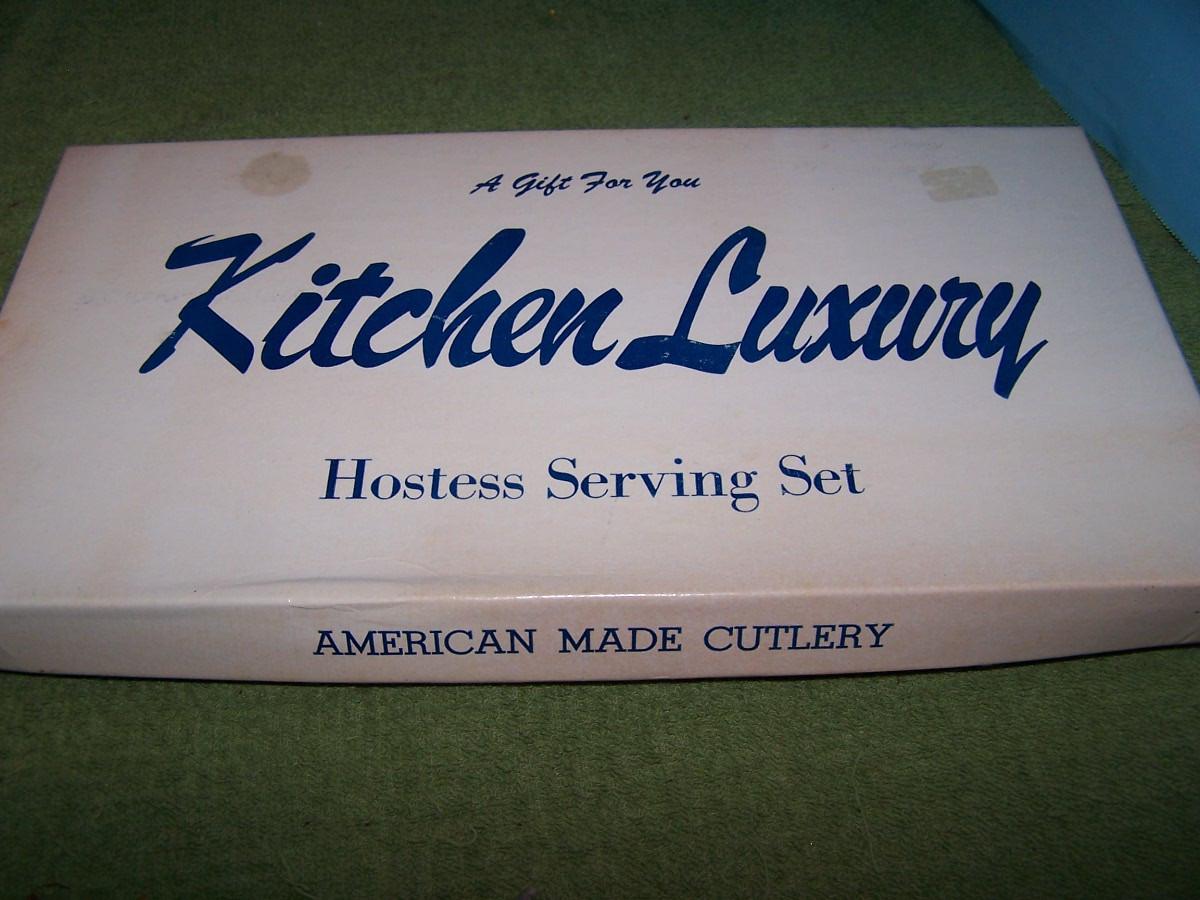 A Gift For You
Kitchen Luxury
Hostess Serving Set
AMERICAN MADE CUTLERY